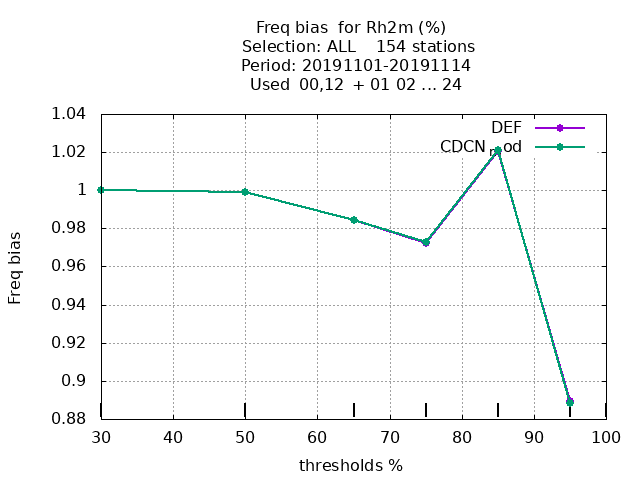 Freq bias for Rh2m (%)
Selection: ALL 154 stations
Period: 20191101-20191114
Used 00,12 + 01 02 ... 24
Freq bias
1.04
1.02
1
0.98
0.96
0.94
0.92
0.9
0.88
DEF
CDCN_mod
30 40 50 60 70 80 90 100
thresholds %